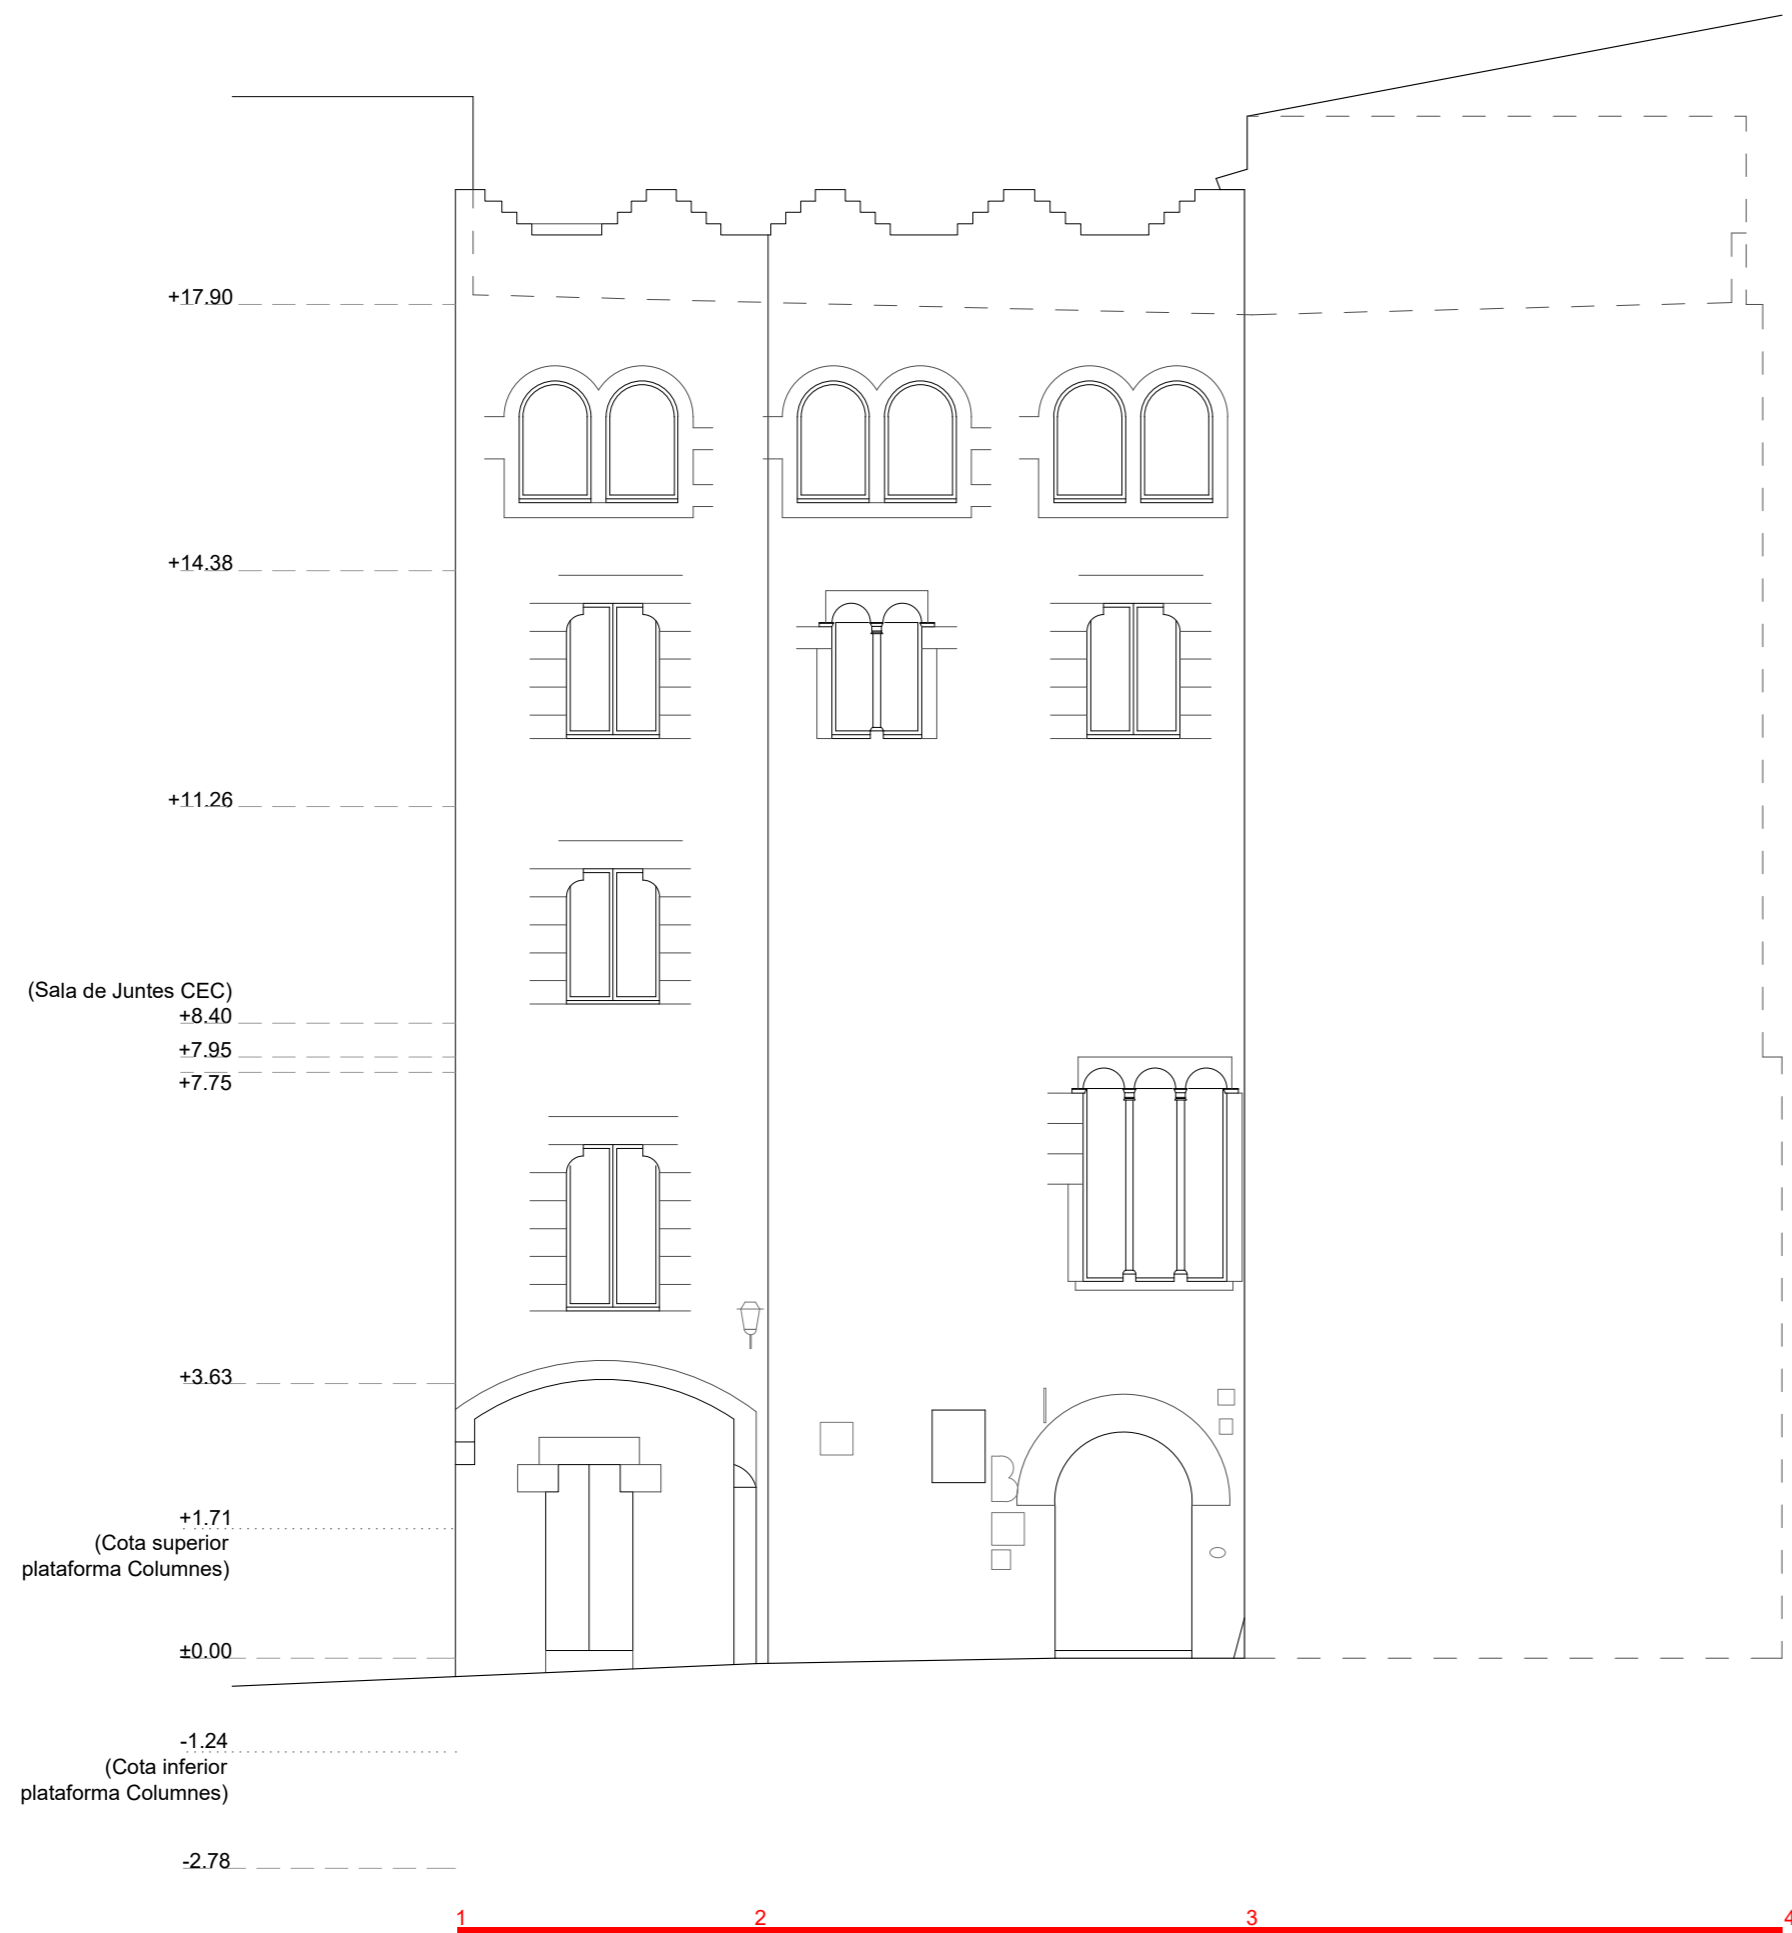 +17.90
+14.38
+11.26
(Sala de Juntes CEC)
+8.40
+7.95
+7.75
+3.63
+1.71
(Cota superior
plataforma Columnes)
±0.00
-1.24
(Cota inferior
plataforma Columnes)
-2.78
1 2 3 4
B